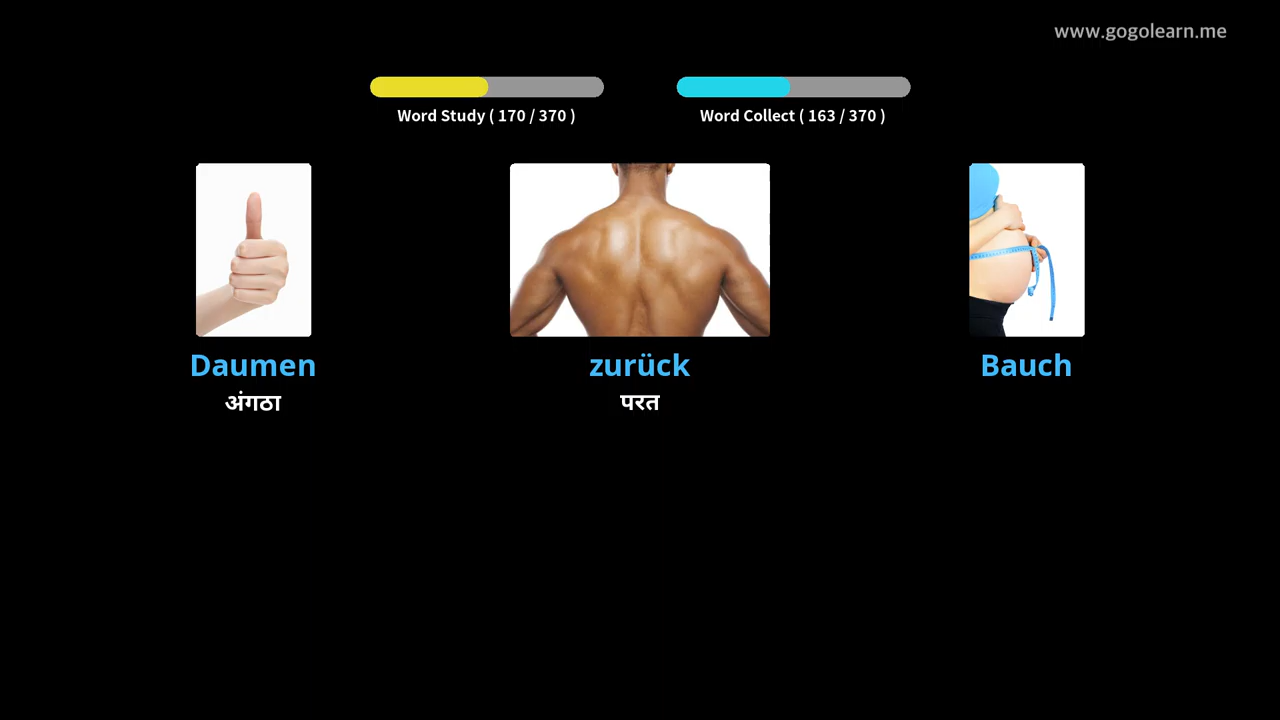 www.gogolearn.me
Word Study ( 170 / 370 )
Word Collect ( 163 / 370 )
Daumen
zurück
Bauch
अंगठा
परत